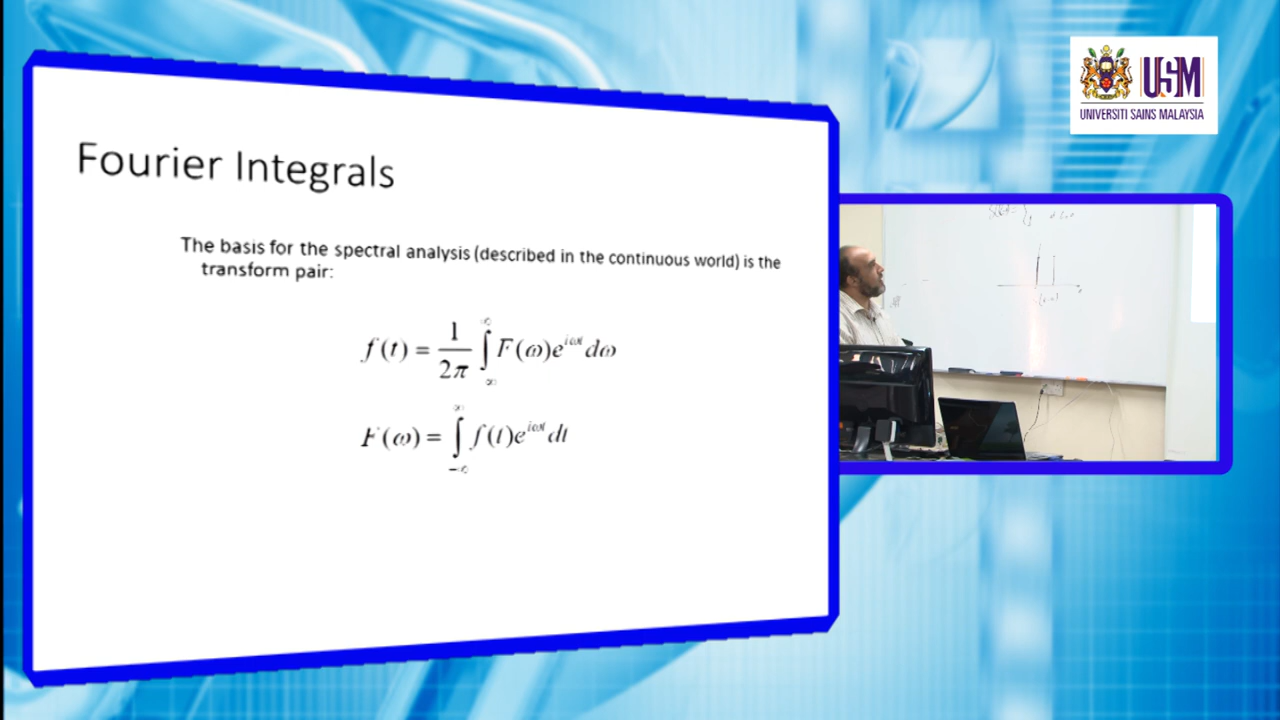 Fourier Integrals
The basis for the spectral analysis (described in the continuous world) is the
transform pair:
f(t) = 1/2π ∫ F(ω)e^{iωt} dω
∞
∞
F(ω) = ∫ f(t)e^{iωt} dt
∞
−∞
USM
UNIVERSITI SAINS MALAYSIA